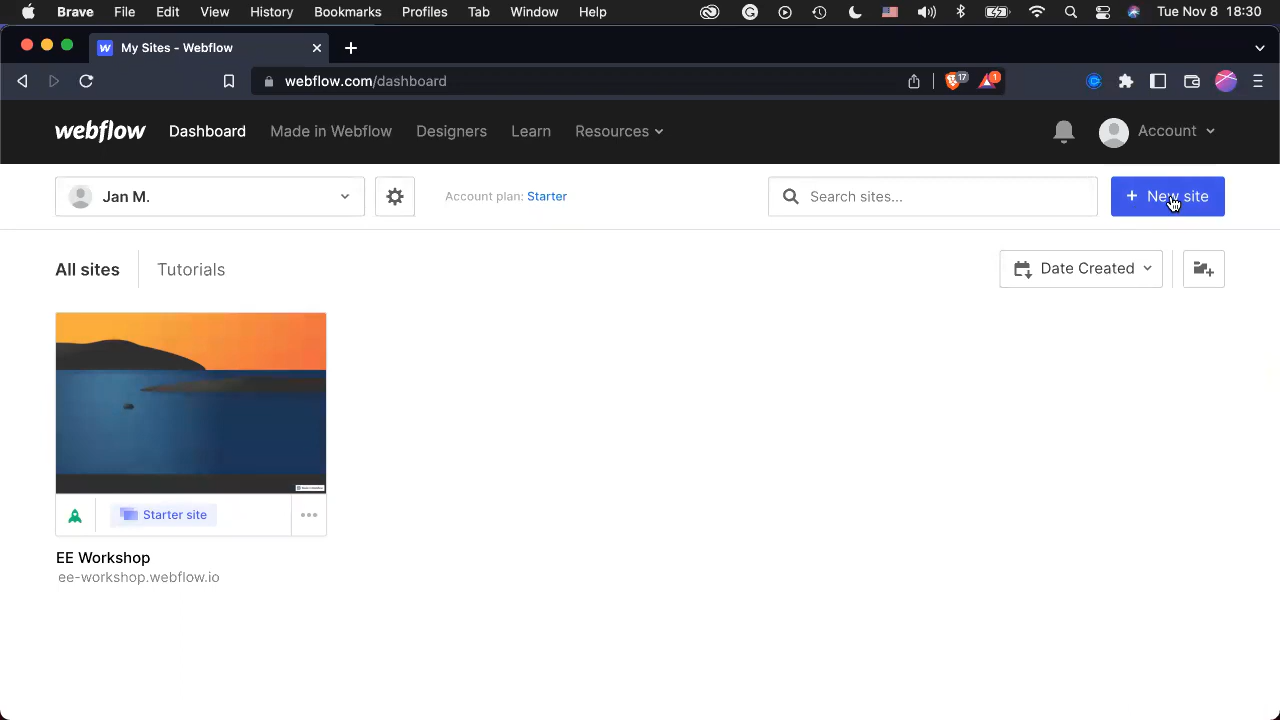 Brave File Edit View History Bookmarks Profiles Tab Window Help Tue Nov 8 18:30
My Sites - Webflow
webflow.com/dashboard 17 1
webflow Dashboard Made in Webflow Designers Learn Resources Account
Jan M. Account plan: Starter Search sites... + New site
All sites Tutorials Date Created
Starter site
EE Workshop
ee-workshop.webflow.io